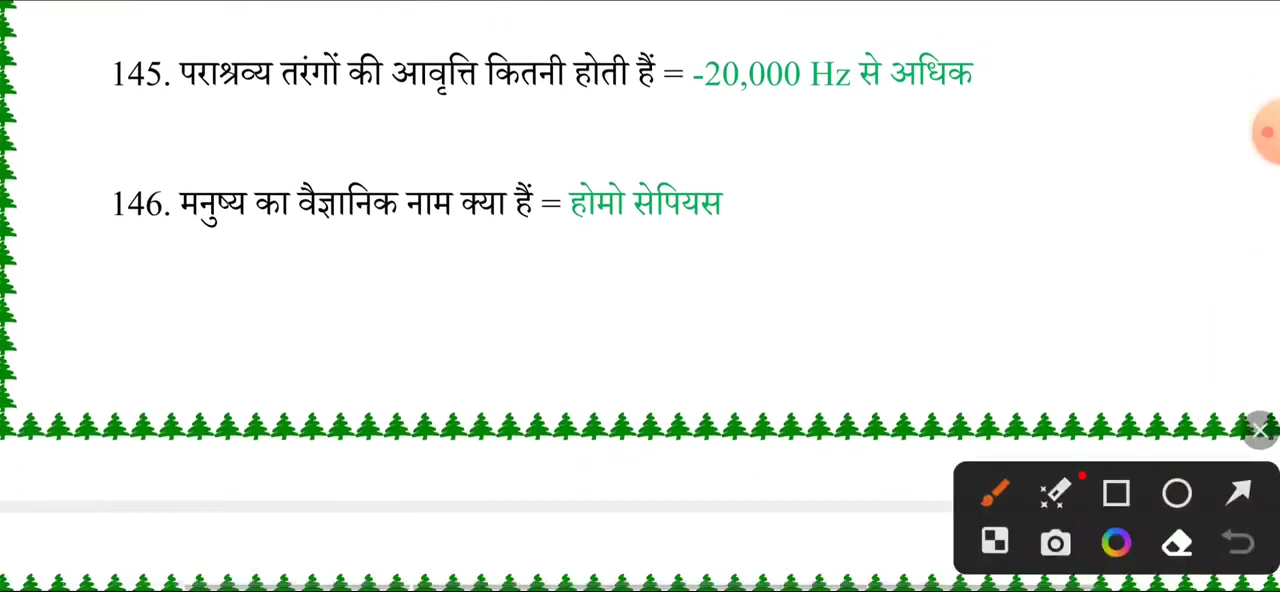 145. पराश्रव्य तरंगों की आवृत्ति कितनी होती हैं = -20,000 Hz से अधिक
146. मनुष्य का वैज्ञानिक नाम क्या हैं = होमो सेपियस